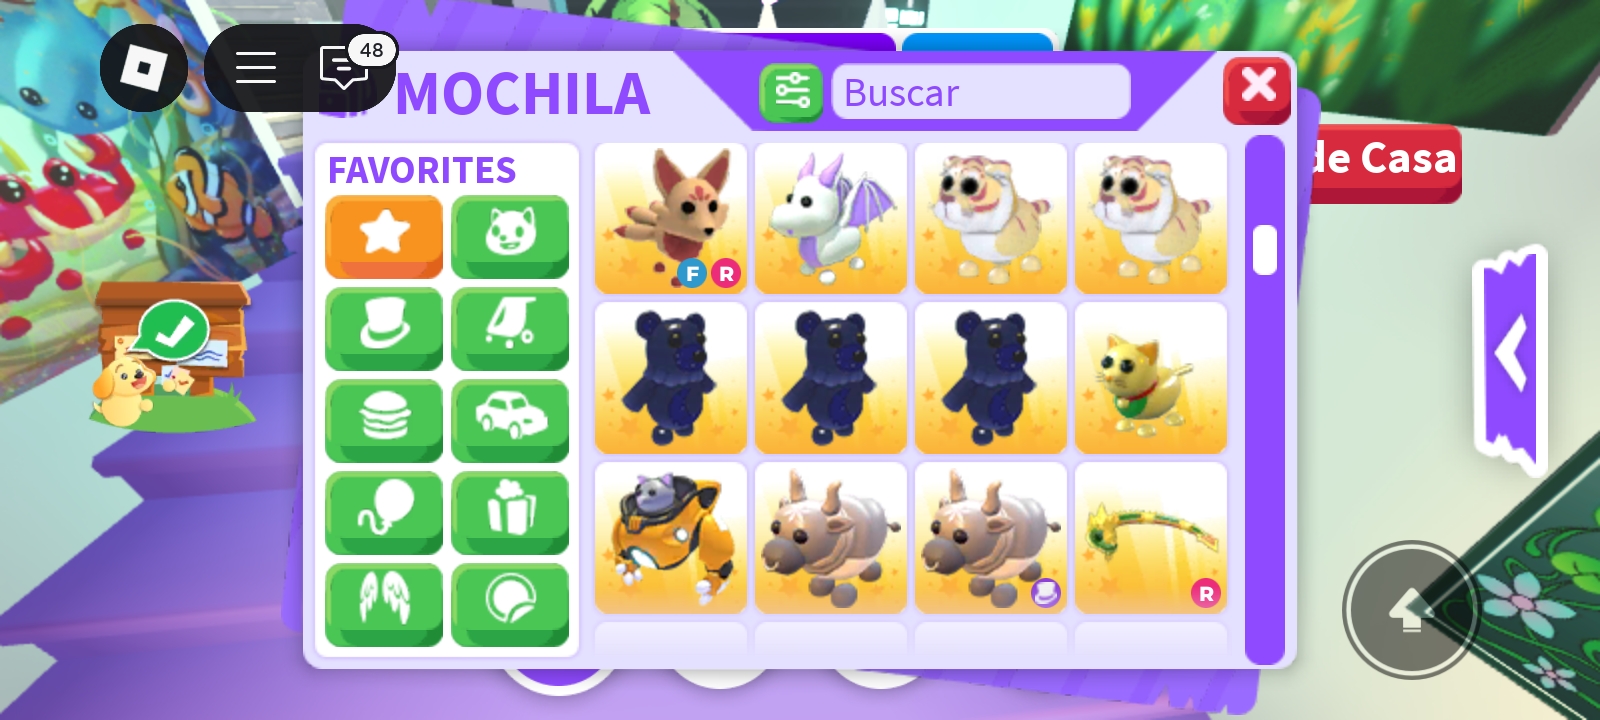 48
MOCHILA
Buscar
de Casa
FAVORITES
F R
R